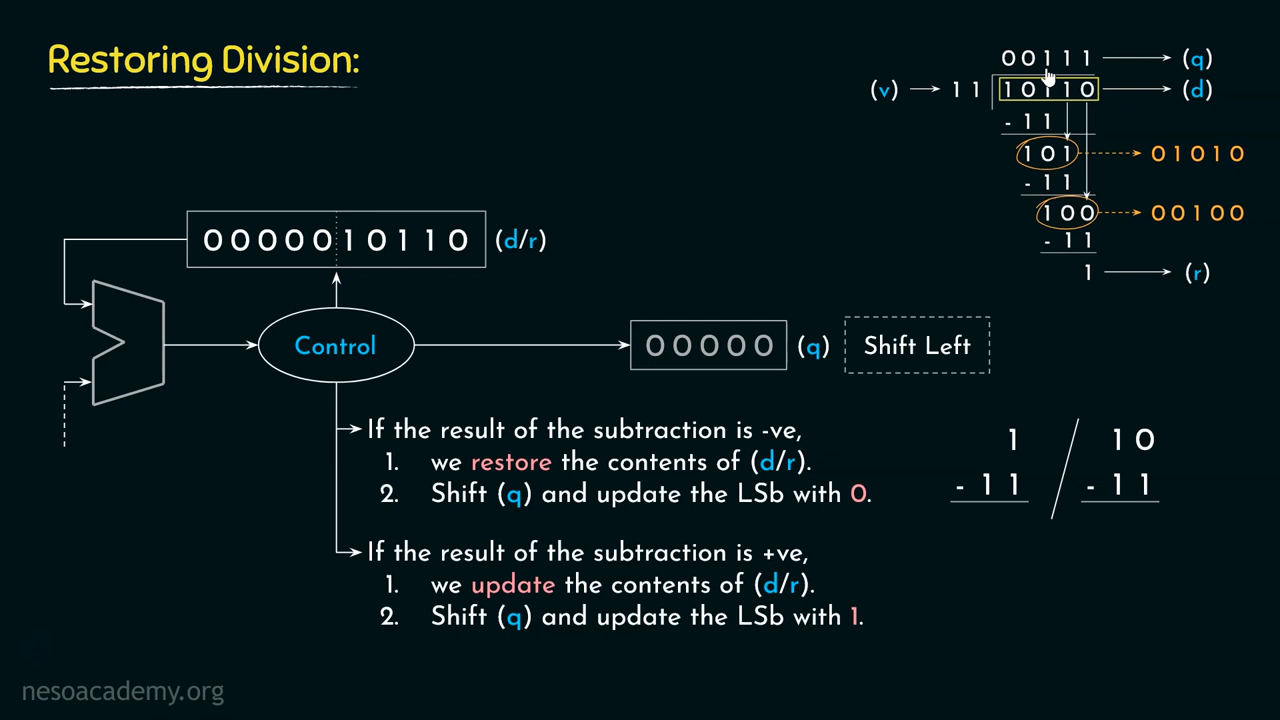 Restoring Division:
0 0 1 1 1 (q)
(v) 1 1 1 0 1 1 0 (d)
- 1 1
1 0 1 0 1 0 1 0
- 1 1
1 0 0 0 0 1 0 0
- 1 1
1 (r)
0 0 0 0 0 1 0 1 1 0 (d/r)
Control
0 0 0 0 0 (q) Shift Left
If the result of the subtraction is -ve,
1. we restore the contents of (d/r).
2. Shift (q) and update the LSb with 0.
If the result of the subtraction is +ve,
1. we update the contents of (d/r).
2. Shift (q) and update the LSb with 1.
1 1 0
- 1 1 - 1 1
nesoacademy.org